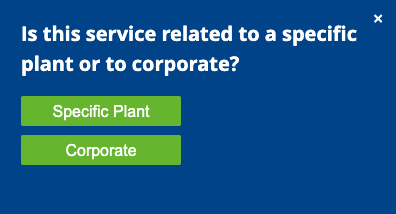 Is this service related to a specific
plant or to corporate?
Specific Plant
Corporate